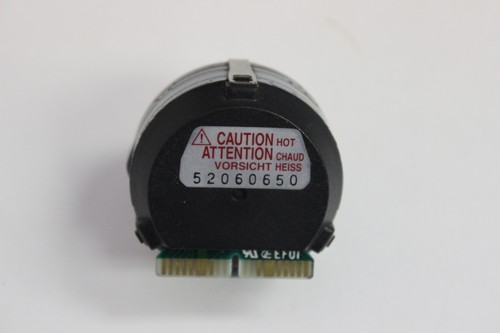 CAUTION HOT
ATTENTION CHAUD
VORSICHT HEISS
52060650